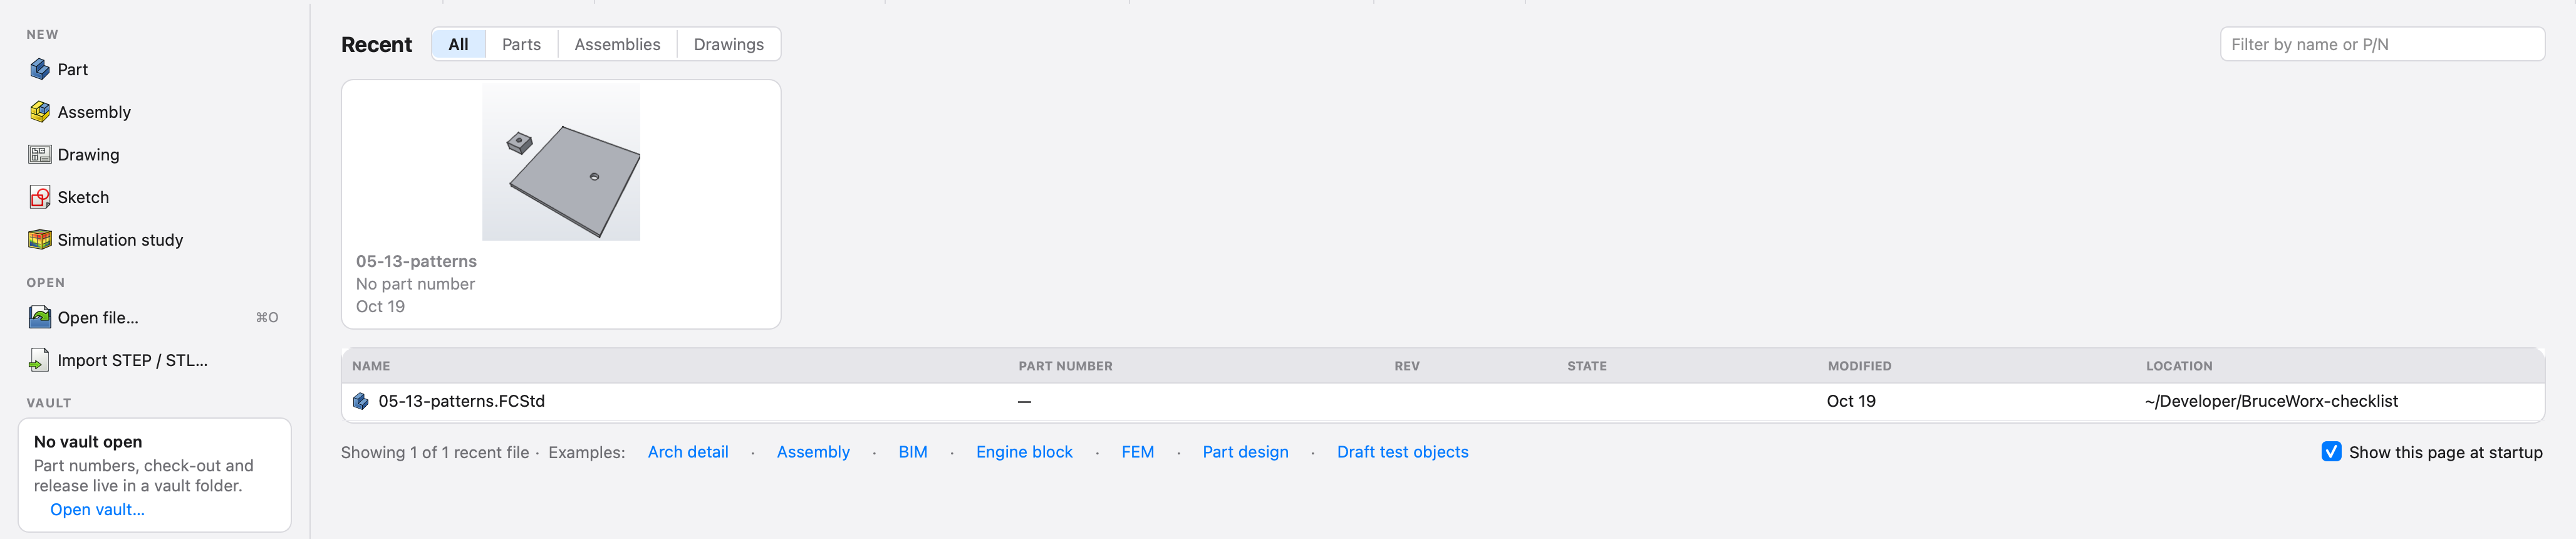 NEW
Part
Assembly
Drawing
Sketch
Simulation study
OPEN
Open file... ⌘O
Import STEP / STL...
VAULT
No vault open
Part numbers, check-out and
release live in a vault folder.
Open vault...
Recent All Parts Assemblies Drawings
Filter by name or P/N
05-13-patterns
No part number
Oct 19
NAME PART NUMBER REV STATE MODIFIED LOCATION
05-13-patterns.FCStd — Oct 19 ~/Developer/BruceWorx-checklist
Showing 1 of 1 recent file · Examples: Arch detail · Assembly · BIM · Engine block · FEM · Part design · Draft test objects
Show this page at startup